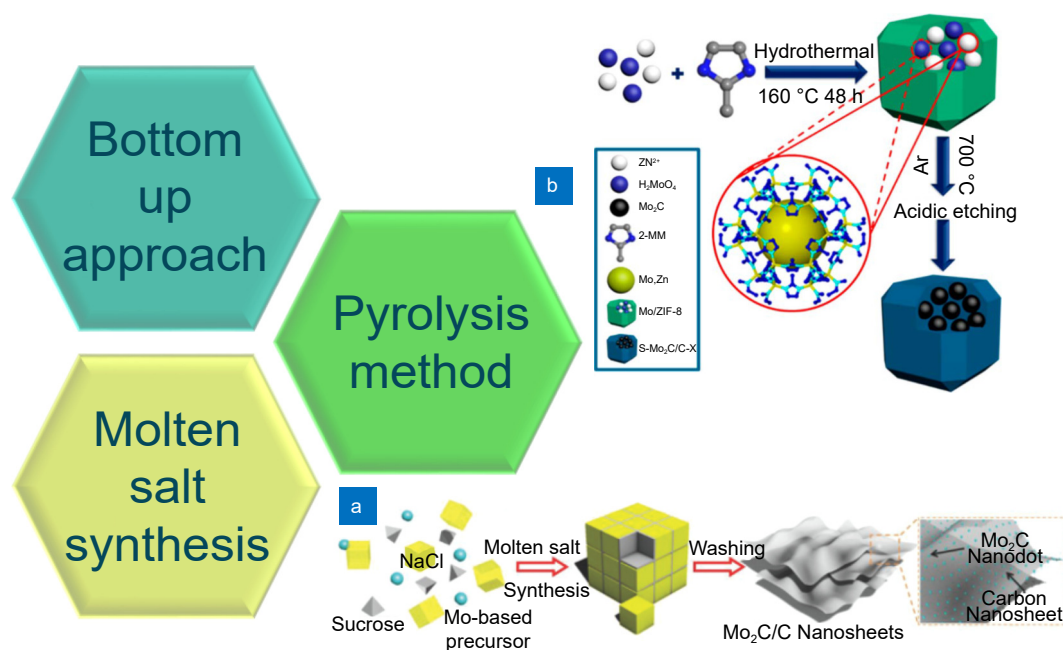 Bottom
up
approach
Pyrolysis
method
Molten
salt
synthesis
b
Hydrothermal
160 °C 48 h
+
ZN²⁺
H₂MoO₄
Mo₂C
2-MM
Mo,Zn
Mo/ZIF-8
S-Mo₂C/C-X
Ar
700 °C
Acidic etching
a
NaCl
Sucrose
Mo-based
precursor
Molten salt
Synthesis
Washing
Mo₂C/C Nanosheets
Mo₂C
Nanodot
Carbon
Nanosheet